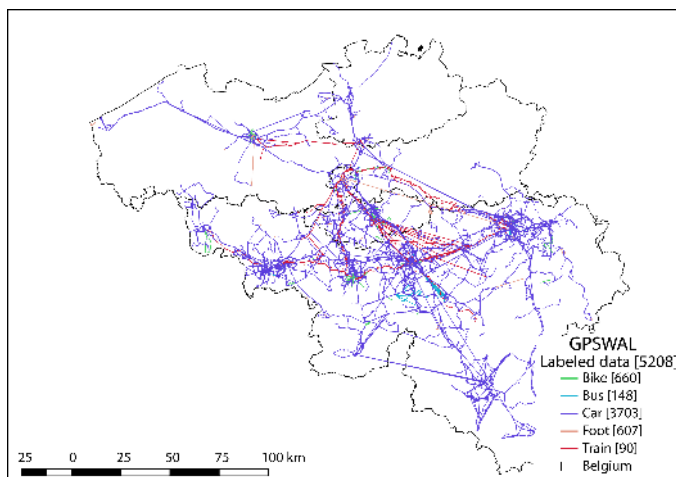 GPSWAL
Labeled data [5208]
Bike [660]
Bus [148]
Car [3703]
Foot [607]
Train [90]
Belgium
25 0 25 50 75 100 km